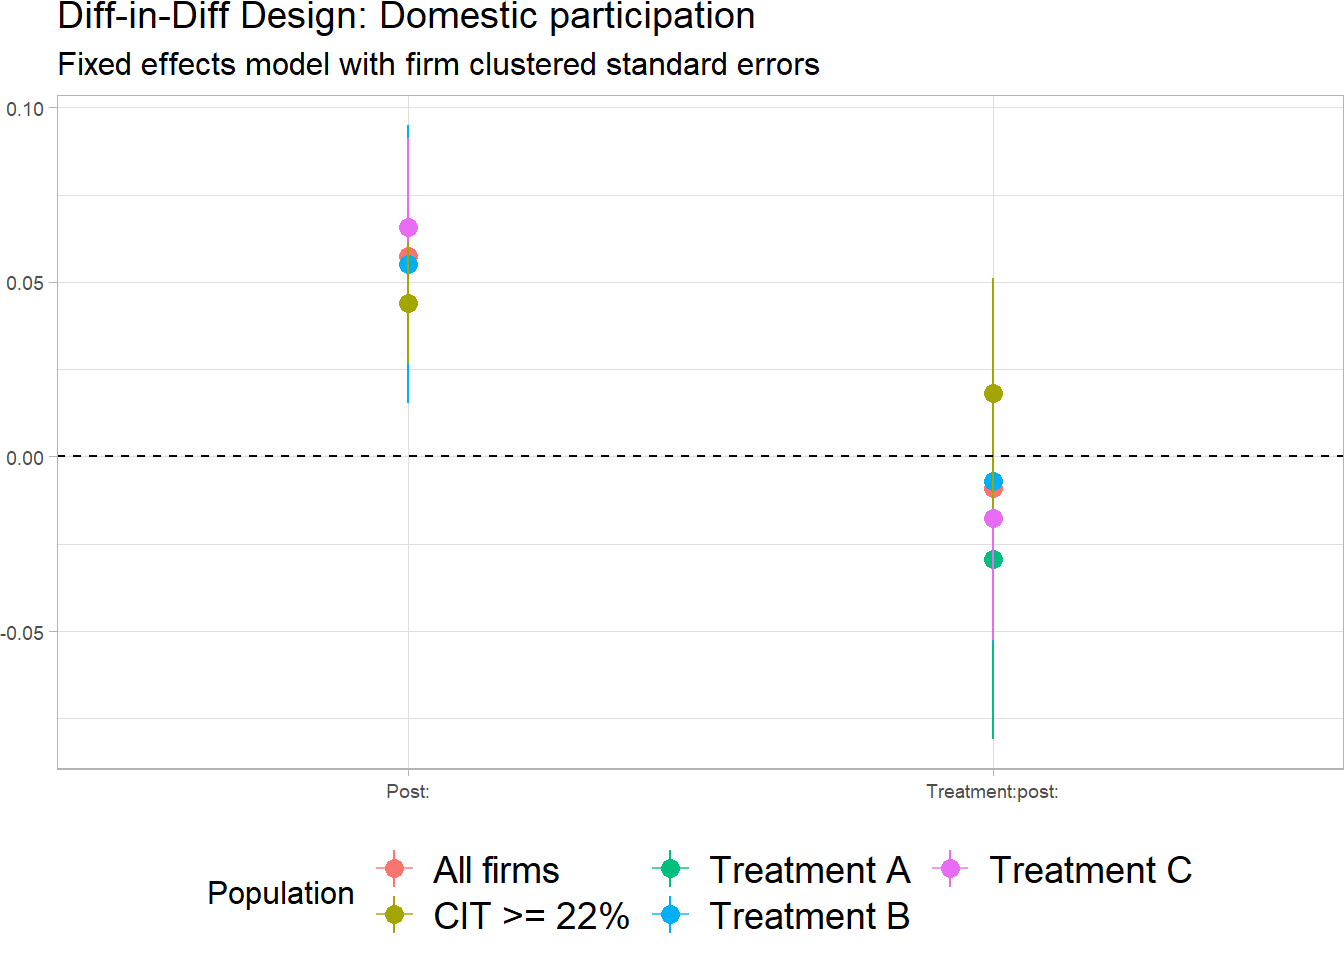 Diff-in-Diff Design: Domestic participation
Fixed effects model with firm clustered standard errors
0.10
0.05
0.00
-0.05
Post:
Treatment:post:
Population
All firms
Treatment A
Treatment C
CIT >= 22%
Treatment B